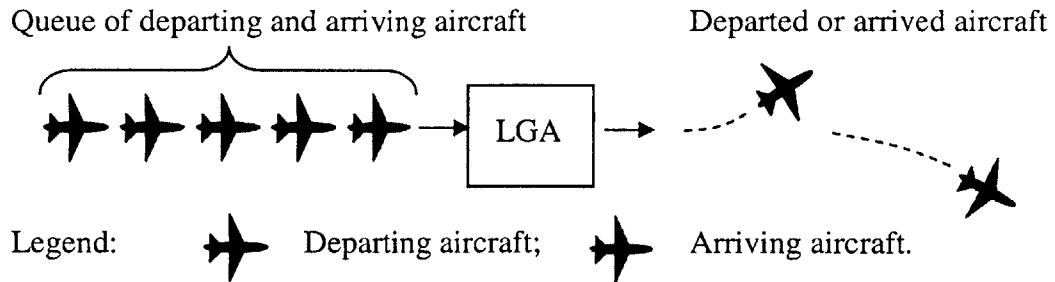 Queue of departing and arriving aircraft
Departed or arrived aircraft
LGA
Legend: Departing aircraft; Arriving aircraft.